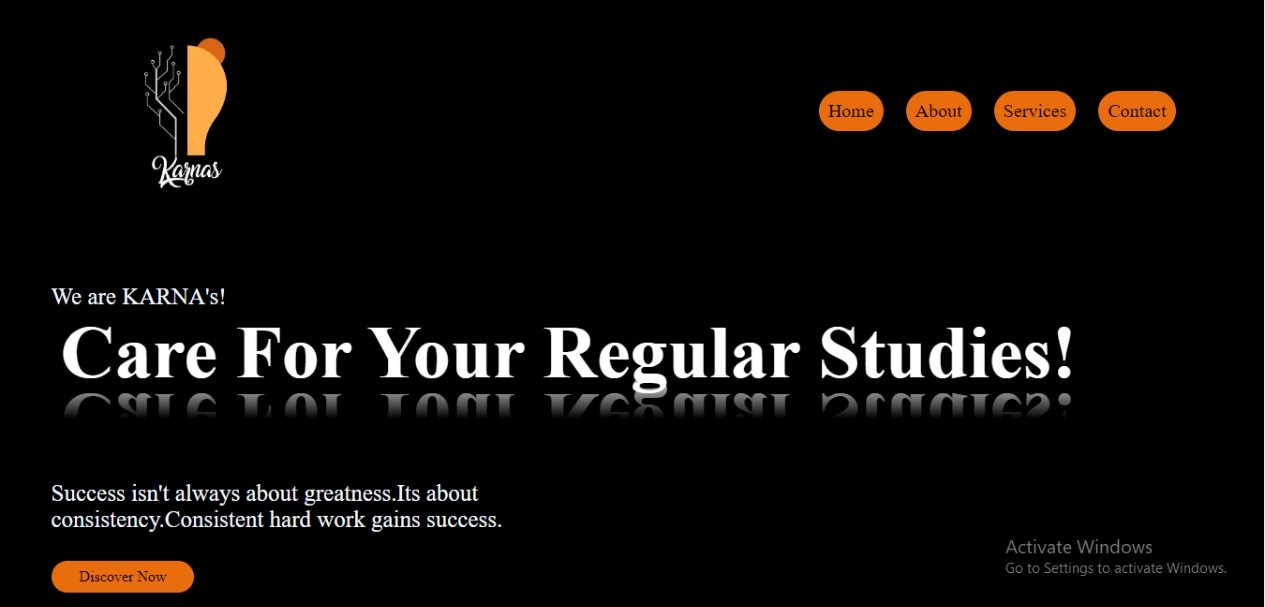 Karnas
Home About Services Contact
We are KARNA's!
Care For Your Regular Studies!
Success isn't always about greatness.Its about
consistency.Consistent hard work gains success.
Discover Now
Activate Windows
Go to Settings to activate Windows.